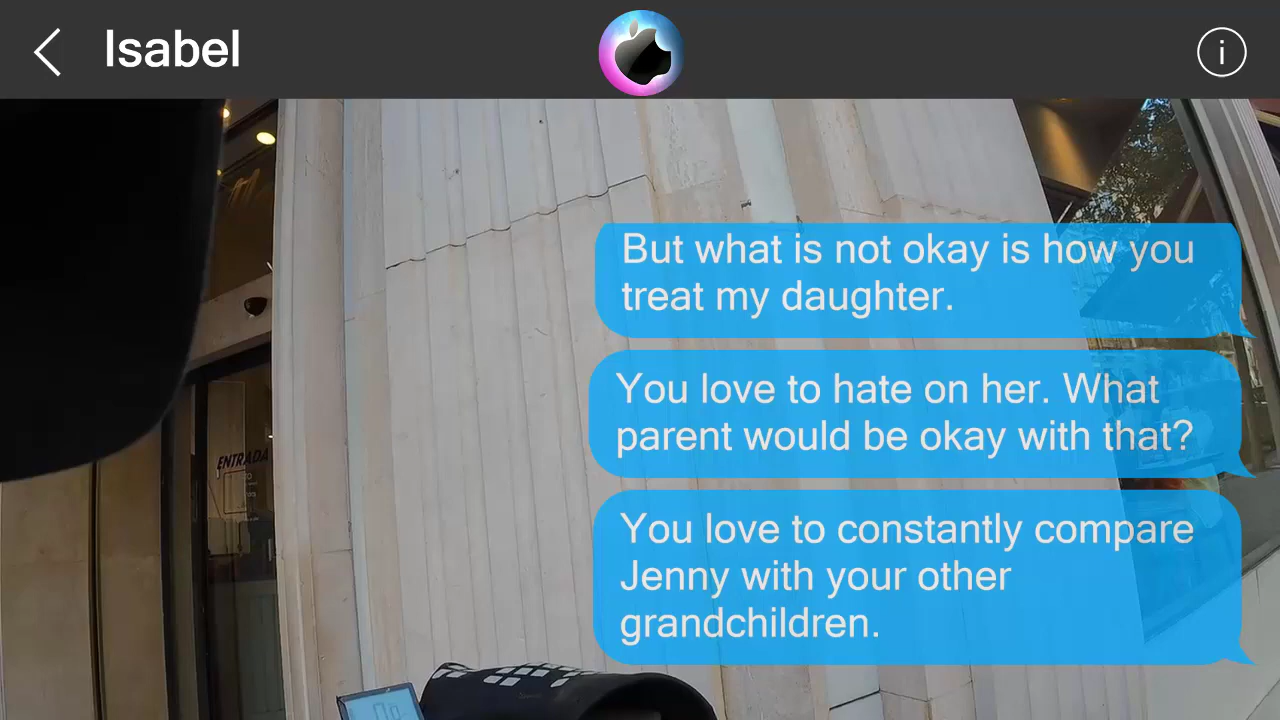 Isabel
i
But what is not okay is how you
treat my daughter.
You love to hate on her. What
parent would be okay with that?
You love to constantly compare
Jenny with your other
grandchildren.
ENTRADA